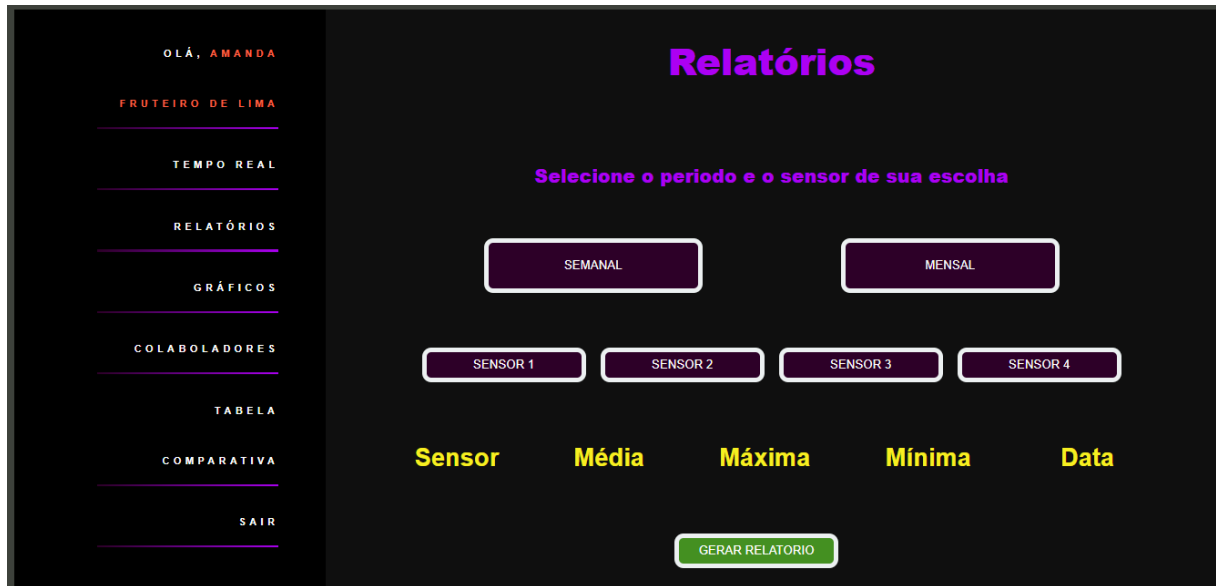 OLÁ, AMANDA
FRUTEIRO DE LIMA
TEMPO REAL
RELATÓRIOS
GRÁFICOS
COLABOLADORES
TABELA
COMPARATIVA
SAIR
Relatórios
Selecione o periodo e o sensor de sua escolha
SEMANAL MENSAL
SENSOR 1 SENSOR 2 SENSOR 3 SENSOR 4
Sensor Média Máxima Mínima Data
GERAR RELATORIO